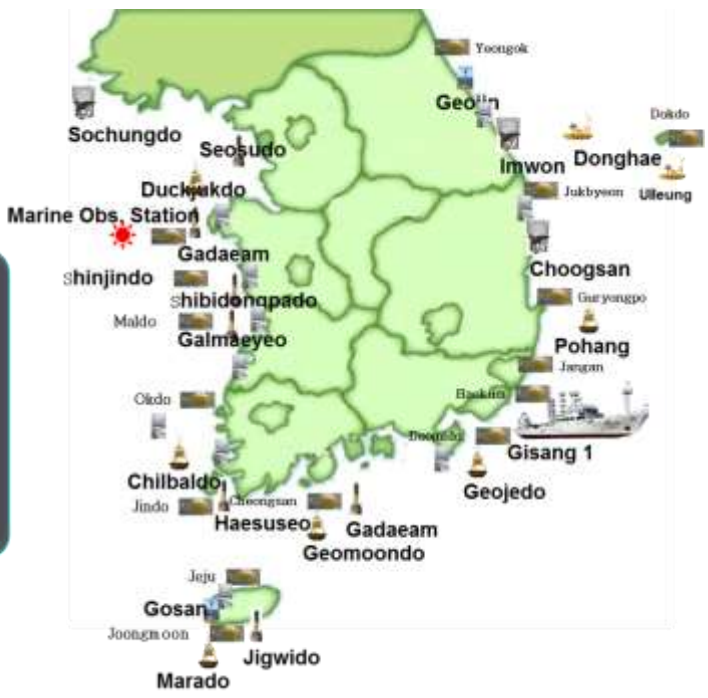 Yeongok
Geojin
Dokdo
Sochungdo
Seosudo
Imwon
Donghae
Duckjukdo
Jukbyeon
Ulleung
Marine Obs, Station
Gadaeam
Choogsan
Shinjindo
Shibidongpado
Guryongpo
Maldo
Galmaeyeo
Pohang
Jangan
Okdo
Gisang 1
Chilbaldo
Geojedo
Jindo
Cheongsan
Haesuseo
Gadaeam
Geomoondo
Jeju
Gosan
Joongmoon
Jigwido
Marado